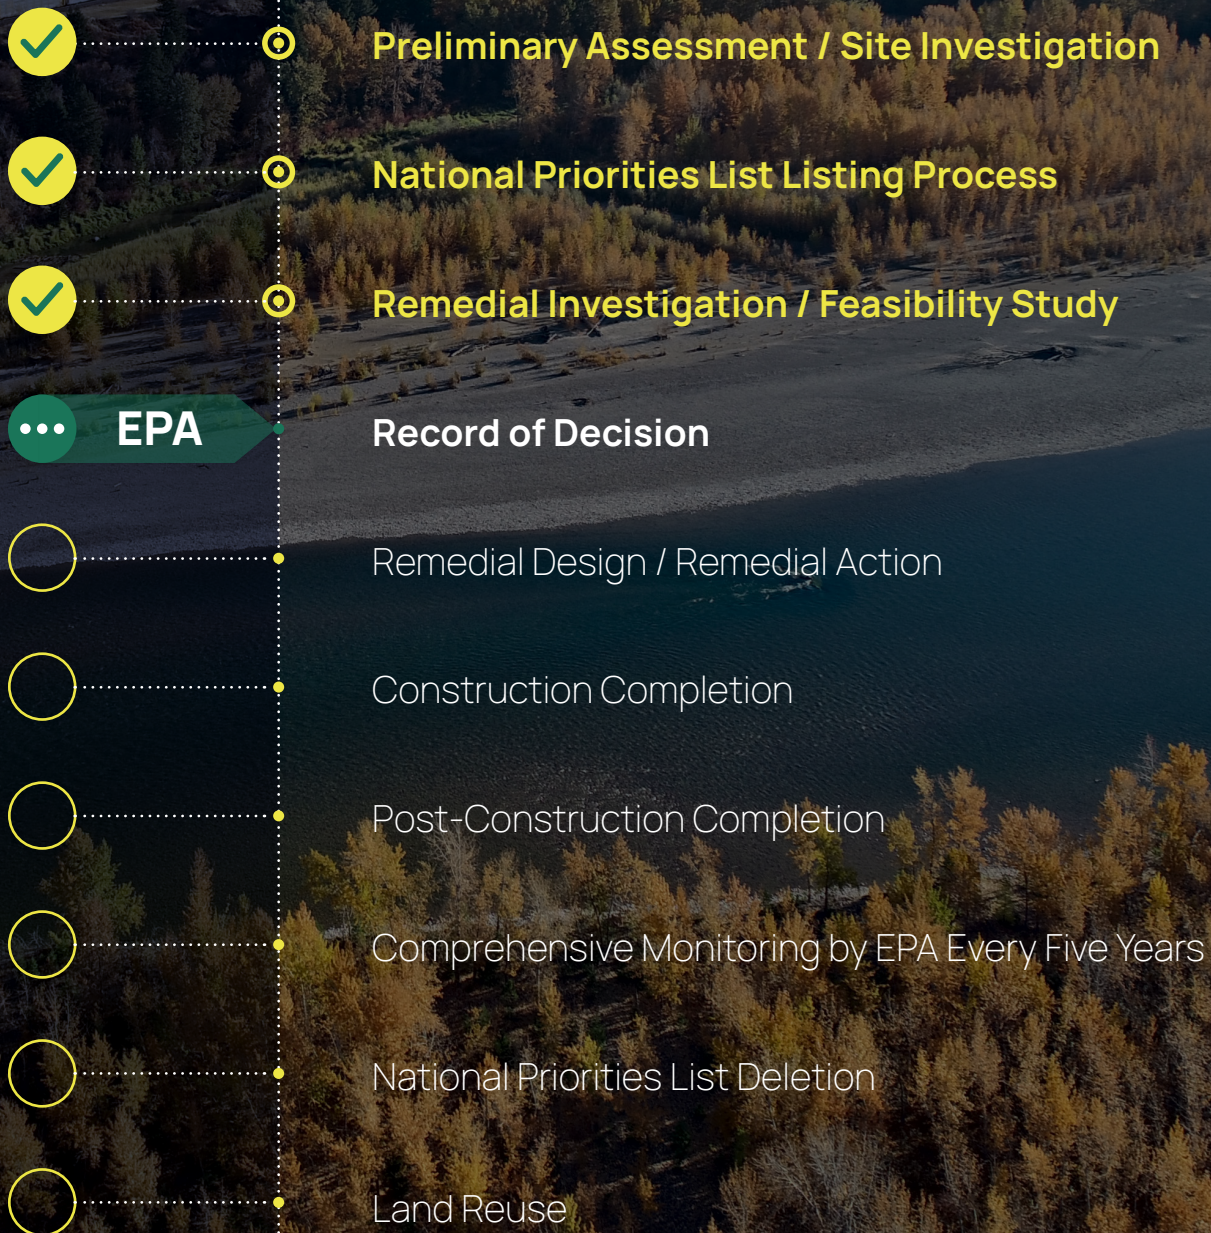 Preliminary Assessment / Site Investigation
National Priorities List Listing Process
Remedial Investigation / Feasibility Study
EPA Record of Decision
Remedial Design / Remedial Action
Construction Completion
Post-Construction Completion
Comprehensive Monitoring by EPA Every Five Years
National Priorities List Deletion
Land Reuse